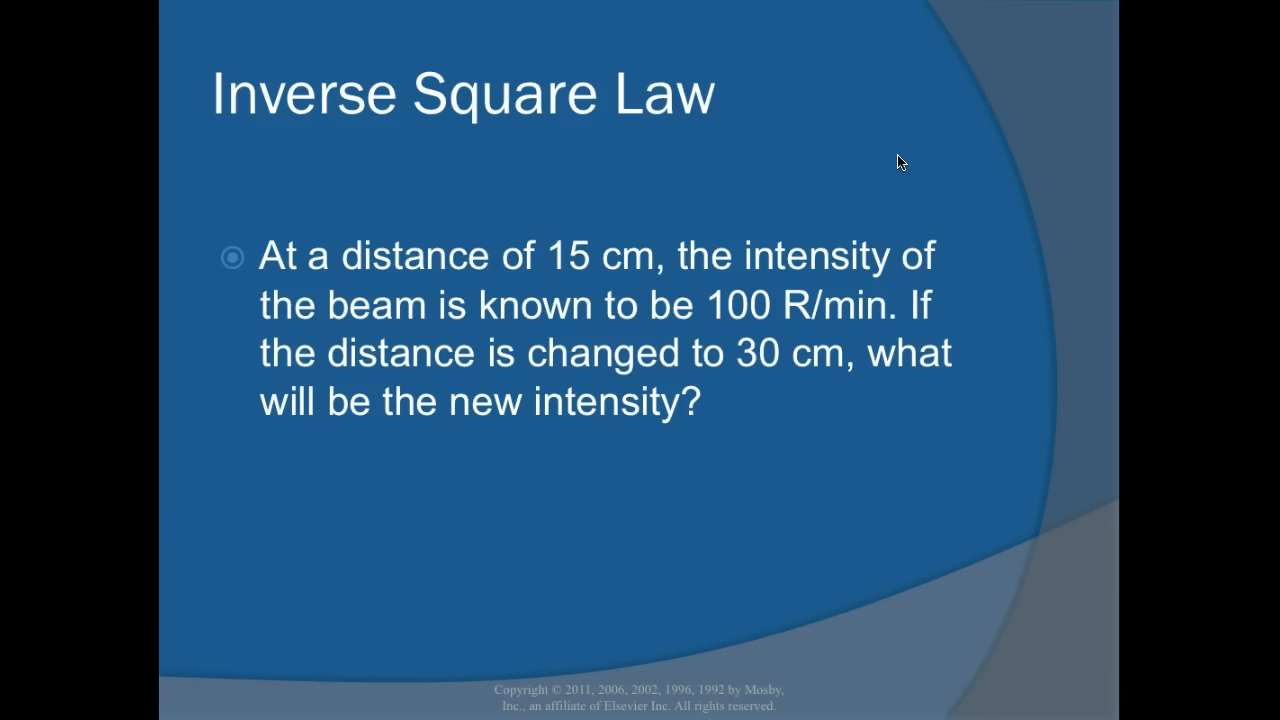 Inverse Square Law
At a distance of 15 cm, the intensity of
the beam is known to be 100 R/min. If
the distance is changed to 30 cm, what
will be the new intensity?
Copyright © 2011, 2006, 2002, 1996, 1992 by Mosby,
Inc., an affiliate of Elsevier Inc. All rights reserved.